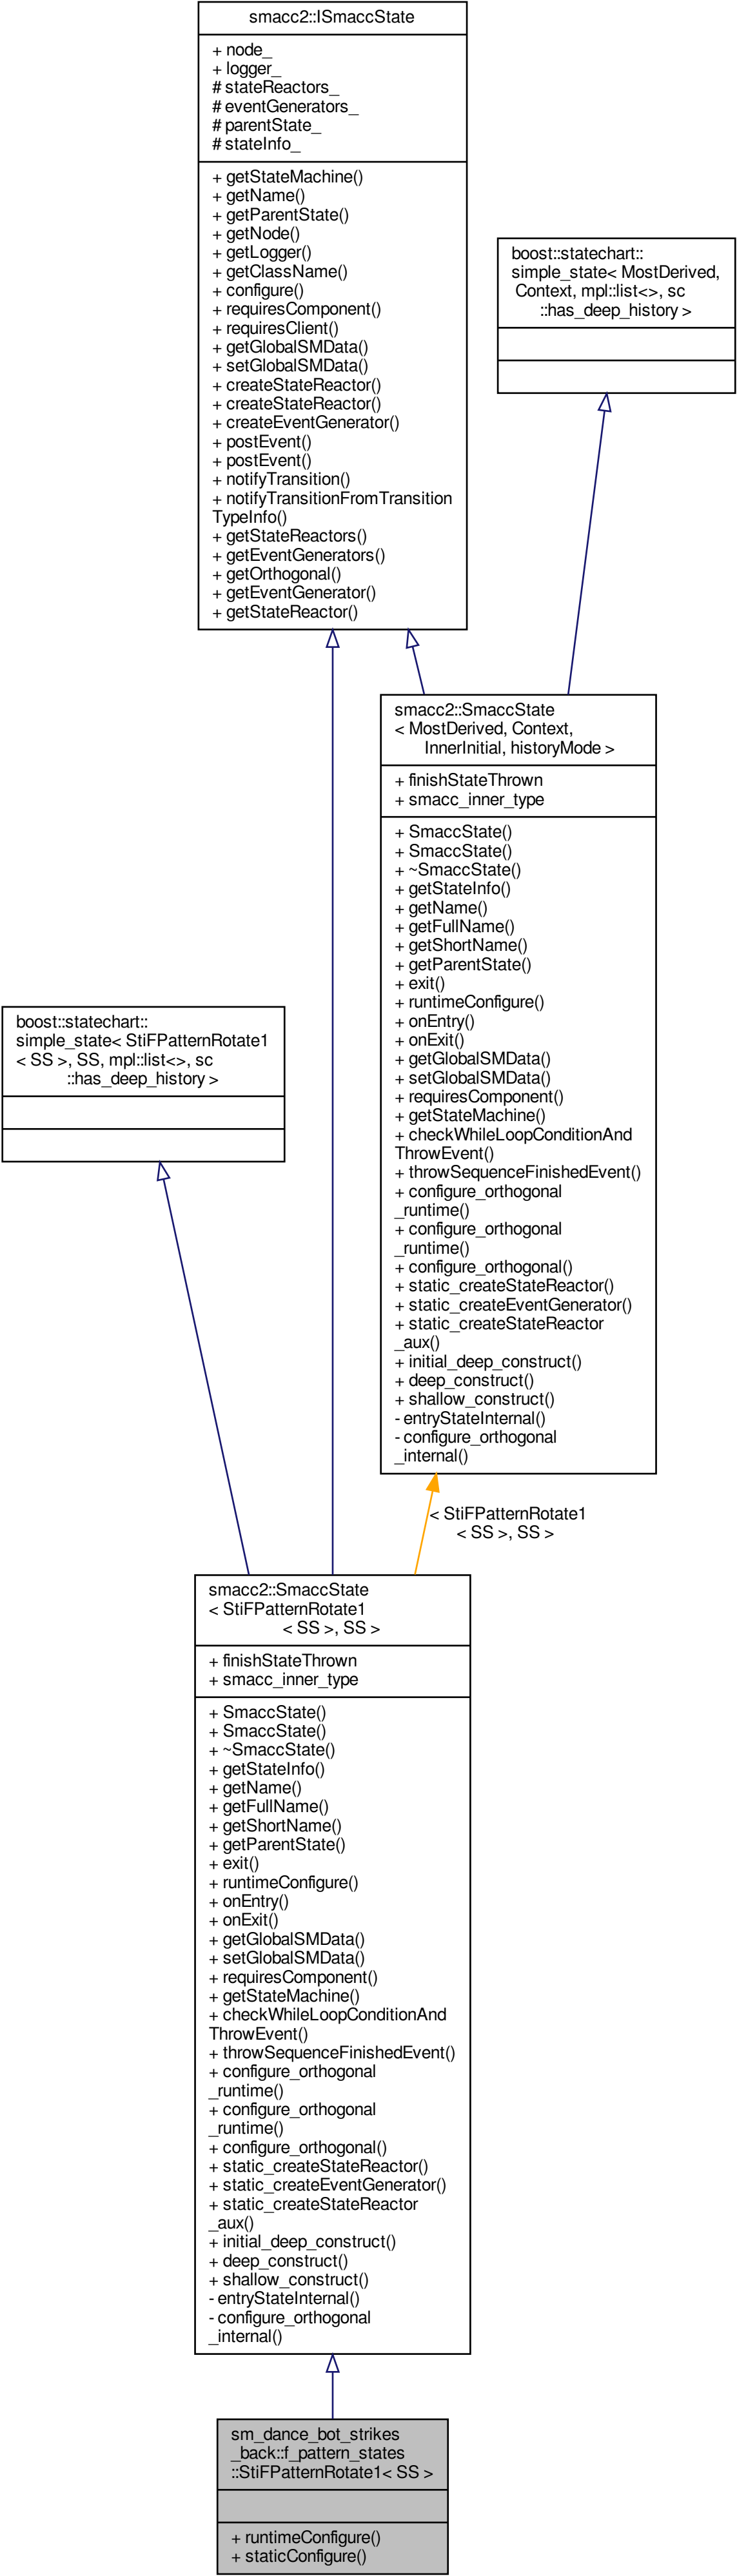 smacc2::ISmaccState
+ node_
+ logger_
# stateReactors_
# eventGenerators_
# parentState_
# stateInfo_
+ getStateMachine()
+ getName()
+ getParentState()
+ getNode()
+ getLogger()
+ getClassName()
+ configure()
+ requiresComponent()
+ requiresClient()
+ getGlobalSMData()
+ setGlobalSMData()
+ createStateReactor()
+ createStateReactor()
+ createEventGenerator()
+ postEvent()
+ postEvent()
+ notifyTransition()
+ notifyTransitionFromTransition
TypeInfo()
+ getStateReactors()
+ getEventGenerators()
+ getOrthogonal()
+ getEventGenerator()
+ getStateReactor()
boost::statechart::
simple_state< MostDerived,
Context, mpl::list<>, sc
::has_deep_history >
smacc2::SmaccState
< MostDerived, Context,
InnerInitial, historyMode >
+ finishStateThrown
+ smacc_inner_type
+ SmaccState()
+ SmaccState()
+ ~SmaccState()
+ getStateInfo()
+ getName()
+ getFullName()
+ getShortName()
+ getParentState()
+ exit()
+ runtimeConfigure()
+ onEntry()
+ onExit()
+ getGlobalSMData()
+ setGlobalSMData()
+ requiresComponent()
+ getStateMachine()
+ checkWhileLoopConditionAnd
ThrowEvent()
+ throwSequenceFinishedEvent()
+ configure_orthogonal
_runtime()
+ configure_orthogonal
_runtime()
+ configure_orthogonal()
+ static_createStateReactor()
+ static_createEventGenerator()
+ static_createStateReactor
_aux()
+ initial_deep_construct()
+ deep_construct()
+ shallow_construct()
- entryStateInternal()
- configure_orthogonal
_internal()
boost::statechart::
simple_state< StiFPatternRotate1
< SS >, SS, mpl::list<>, sc
::has_deep_history >
< StiFPatternRotate1
< SS >, SS >
smacc2::SmaccState
< StiFPatternRotate1
< SS >, SS >
+ finishStateThrown
+ smacc_inner_type
+ SmaccState()
+ SmaccState()
+ ~SmaccState()
+ getStateInfo()
+ getName()
+ getFullName()
+ getShortName()
+ getParentState()
+ exit()
+ runtimeConfigure()
+ onEntry()
+ onExit()
+ getGlobalSMData()
+ setGlobalSMData()
+ requiresComponent()
+ getStateMachine()
+ checkWhileLoopConditionAnd
ThrowEvent()
+ throwSequenceFinishedEvent()
+ configure_orthogonal
_runtime()
+ configure_orthogonal
_runtime()
+ configure_orthogonal()
+ static_createStateReactor()
+ static_createEventGenerator()
+ static_createStateReactor
_aux()
+ initial_deep_construct()
+ deep_construct()
+ shallow_construct()
- entryStateInternal()
- configure_orthogonal
_internal()
sm_dance_bot_strikes
_back::f_pattern_states
::StiFPatternRotate1< SS >
+ runtimeConfigure()
+ staticConfigure()